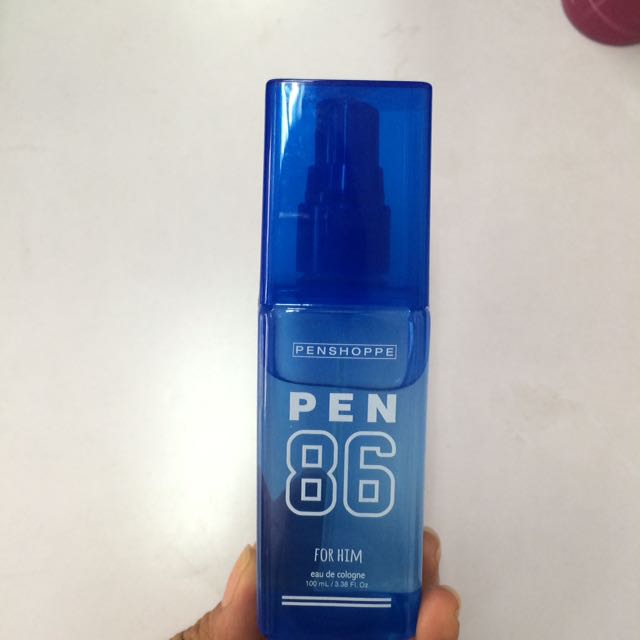 PENSHOPPE
PEN
86
FOR HIM
eau de cologne
100 mL / 3.38 Fl. Oz